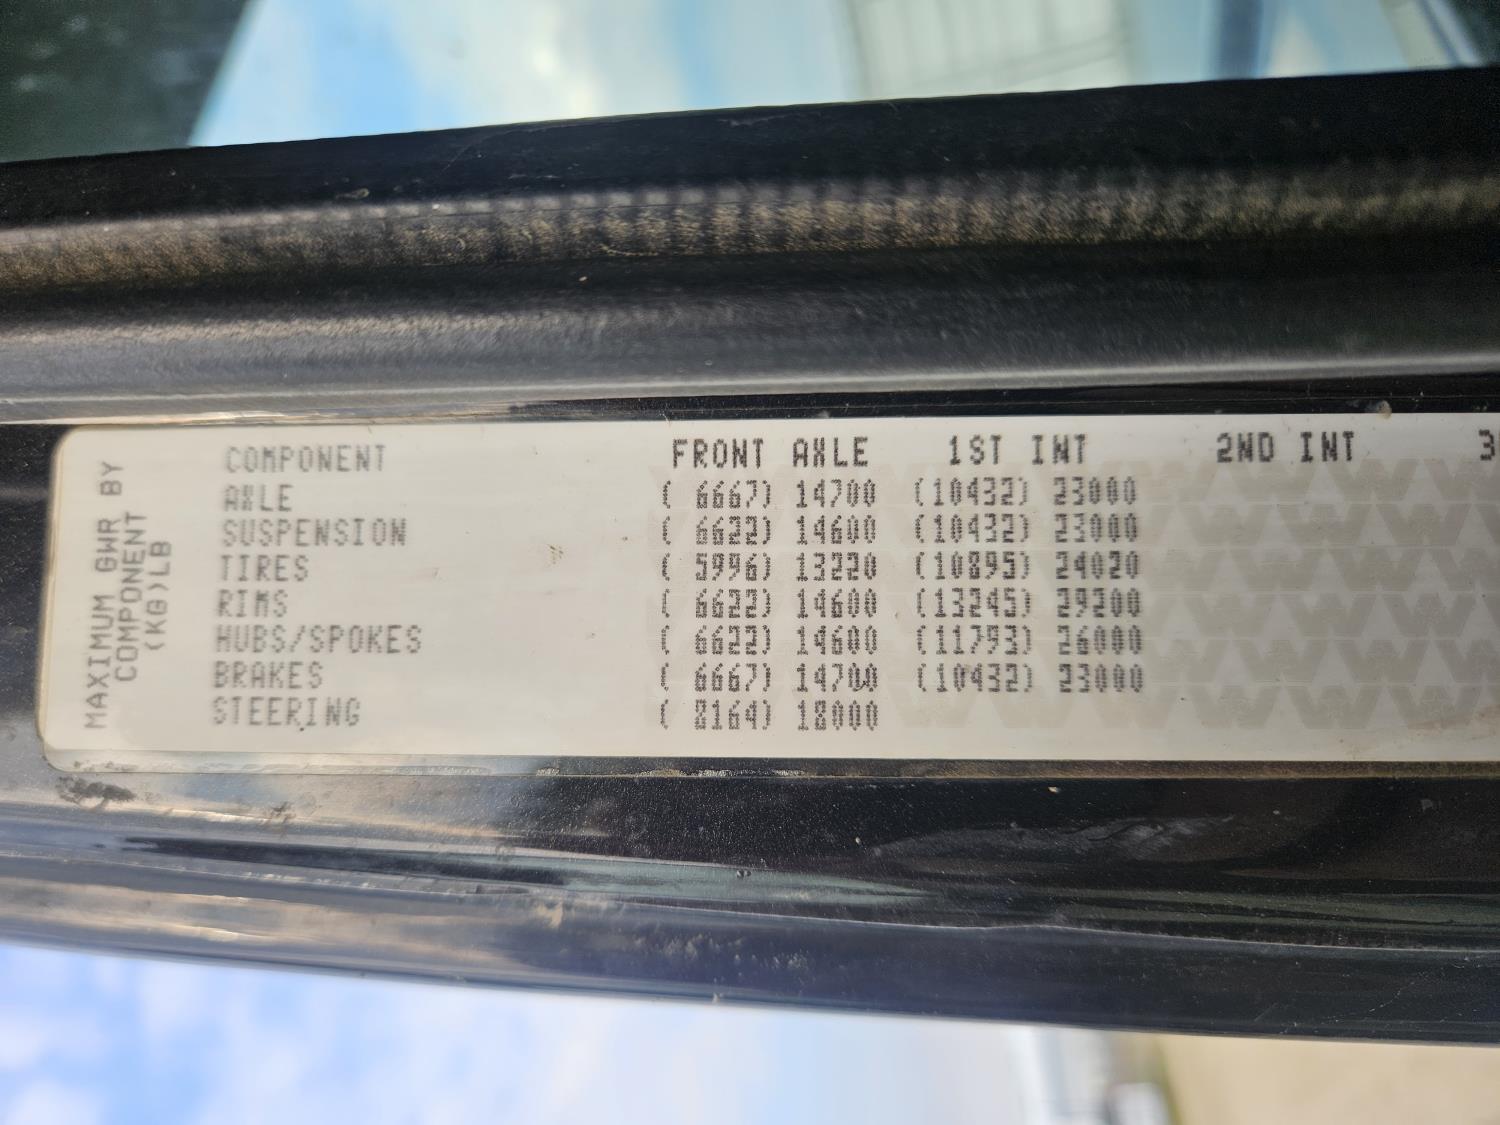 MAXIMUM GWR BY
COMPONENT
(KG)LB
COMPONENT FRONT AXLE 1ST INT 2ND INT 3
AXLE ( 6667) 14700 (10432) 23000
SUSPENSION ( 6622) 14600 (10432) 23000
TIRES ( 5996) 13220 (10895) 24020
RIMS ( 6622) 14600 (13245) 29200
HUBS/SPOKES ( 6622) 14600 (11793) 26000
BRAKES ( 6667) 14700 (10432) 23000
STEERING ( 8164) 18000